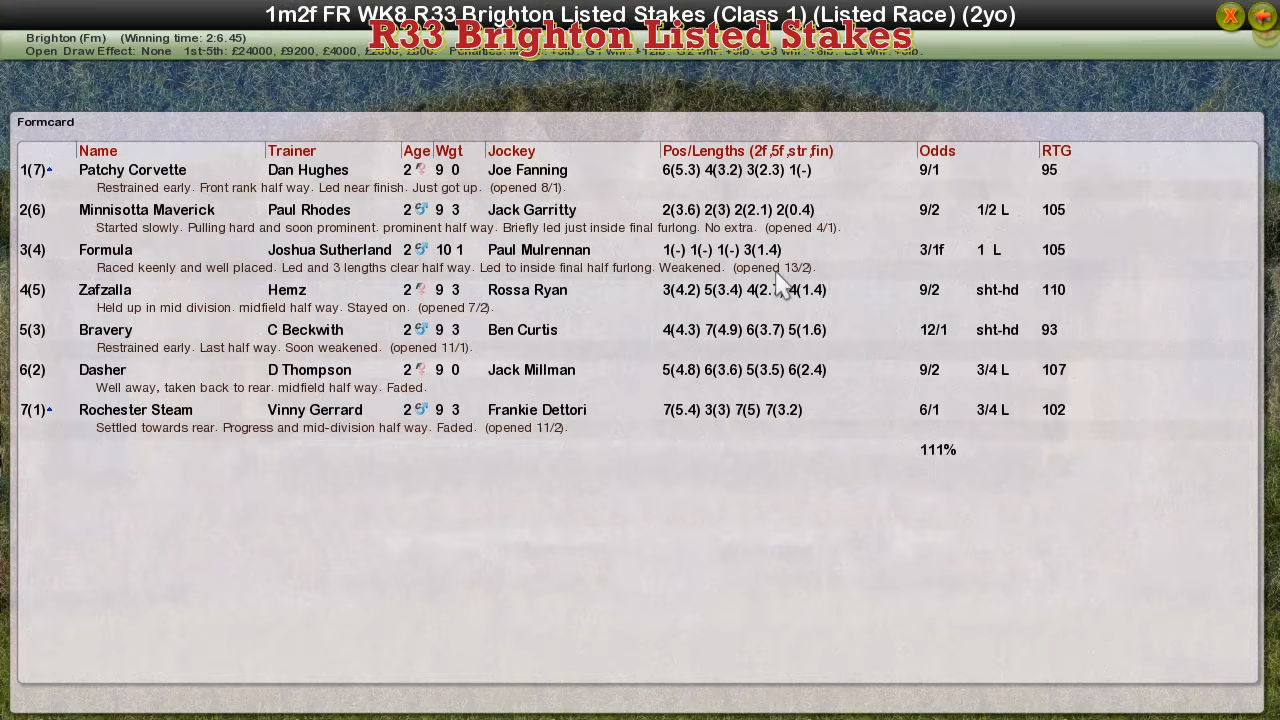 1m2f FR WK8 R33 Brighton Listed Stakes (Class 1) (Listed Race) (2yo)
R33 Brighton Listed Stakes
Brighton (Fm) (Winning time: 2:6.45)
Open Draw Effect: None 1st-5th: £24000, £9200, £4000,
Formcard
Name Trainer Age Wgt Jockey Pos/Lengths (2f,5f,str,fin) Odds RTG
1(7) Patchy Corvette Dan Hughes 2 9 0 Joe Fanning 6(5.3) 4(3.2) 3(2.3) 1(-) 9/1 95
Restrained early. Front rank half way. Led near finish. Just got up. (opened 8/1).
2(6) Minnisotta Maverick Paul Rhodes 2 9 3 Jack Garritty 2(3.6) 2(3) 2(2.1) 2(0.4) 9/2 1/2 L 105
Started slowly. Pulling hard and soon prominent. prominent half way. Briefly led just inside final furlong. No extra. (opened 4/1).
3(4) Formula Joshua Sutherland 2 10 1 Paul Mulrennan 1(-) 1(-) 1(-) 3(1.4) 3/1f 1 L 105
Raced keenly and well placed. Led and 3 lengths clear half way. Led to inside final half furlong. Weakened. (opened 13/2).
4(5) Zafzalla Hemz 2 9 3 Rossa Ryan 3(4.2) 5(3.4) 4(1.4) 9/2 sht-hd 110
Held up in mid division. midfield half way. Stayed on. (opened 7/2).
5(3) Bravery C Beckwith 2 9 3 Ben Curtis 4(4.3) 7(4.9) 6(3.7) 5(1.6) 12/1 sht-hd 93
Restrained early. Last half way. Soon weakened. (opened 11/1).
6(2) Dasher D Thompson 2 9 0 Jack Millman 5(4.8) 6(3.6) 5(3.5) 6(2.4) 9/2 3/4 L 107
Well away, taken back to rear. midfield half way. Faded.
7(1) Rochester Steam Vinny Gerrard 2 9 3 Frankie Dettori 7(5.4) 3(3) 7(5) 7(3.2) 6/1 3/4 L 102
Settled towards rear. Progress and mid-division half way. Faded. (opened 11/2).
111%